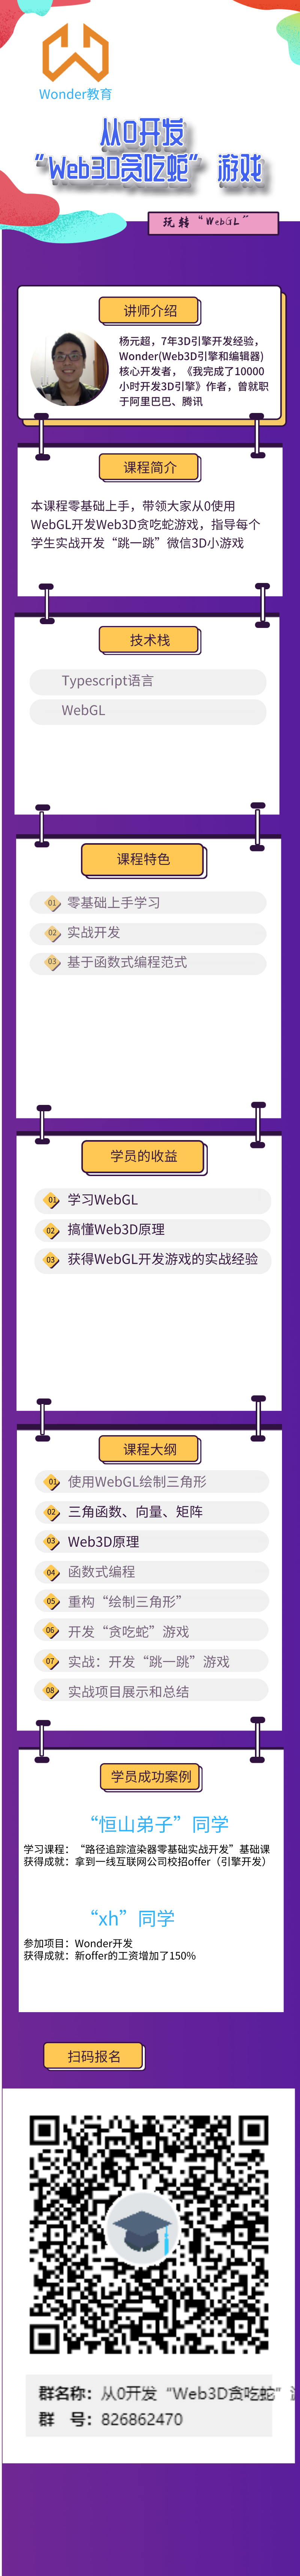 Wonder教育
从0开发
“Web3D贪吃蛇”游戏
玩转“WebGL”
讲师介绍
杨元超，7年3D引擎开发经验，
Wonder(Web3D引擎和编辑器)
核心开发者，《我完成了10000
小时开发3D引擎》作者，曾就职
于阿里巴巴、腾讯
课程简介
本课程零基础上手，带领大家从0使用
WebGL开发Web3D贪吃蛇游戏，指导每个
学生实战开发“跳一跳”微信3D小游戏
技术栈
Typescript语言
WebGL
课程特色
01 零基础上手学习
02 实战开发
03 基于函数式编程范式
学员的收益
01 学习WebGL
02 搞懂Web3D原理
03 获得WebGL开发游戏的实战经验
课程大纲
01 使用WebGL绘制三角形
02 三角函数、向量、矩阵
03 Web3D原理
04 函数式编程
05 重构“绘制三角形”
06 开发“贪吃蛇”游戏
07 实战：开发“跳一跳”游戏
08 实战项目展示和总结
学员成功案例
“恒山弟子”同学
学习课程：“路径追踪渲染器零基础实战开发”基础课
获得成就：拿到一线互联网公司校招offer（引擎开发）
“xh”同学
参加项目：Wonder开发
获得成就：新offer的工资增加了150%
扫码报名
群名称：从0开发“Web3D贪吃蛇”
群 号：826862470